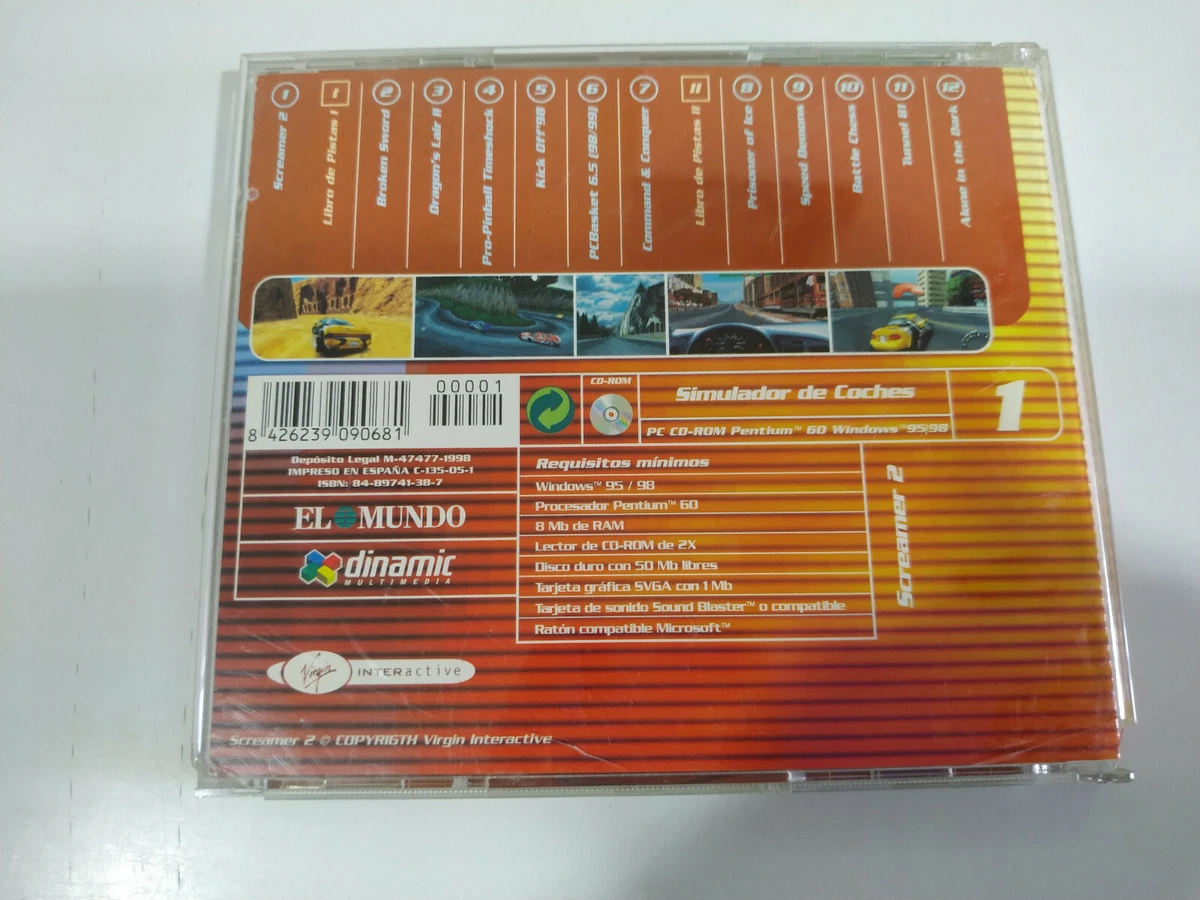 1 Screamer 2
I Libro de Pistas I
2 Broken Sword
3 Dragon's Lair II
4 Pro-Pinball Timeshock
5 Kick Off'98
6 PCBasket 6.5 (98/99)
7 Command & Conquer
II Libro de Pistas II
8 Prisoner of Ice
9 Speed Demons
10 Battle Chess
11 Tunnel B1
12 Alone in the Dark
00001
8 426239 090681
CD-ROM
Simulador de Coches
PC CD-ROM Pentium™ 60 Windows™95/98
1
Depósito Legal M-47477-1998
IMPRESO EN ESPAÑA C-135-05-1
ISBN: 84-89741-38-7
EL MUNDO
dinamic
MULTIMEDIA
Requisitos mínimos
Windows™ 95 / 98
Procesador Pentium™ 60
8 Mb de RAM
Lector de CD-ROM de 2X
Disco duro con 50 Mb libres
Tarjeta gráfica SVGA con 1 Mb
Tarjeta de sonido Sound Blaster™ o compatible
Ratón compatible Microsoft™
Screamer 2
Virgin INTERactive
Screamer 2 © COPYRIGTH Virgin Interactive